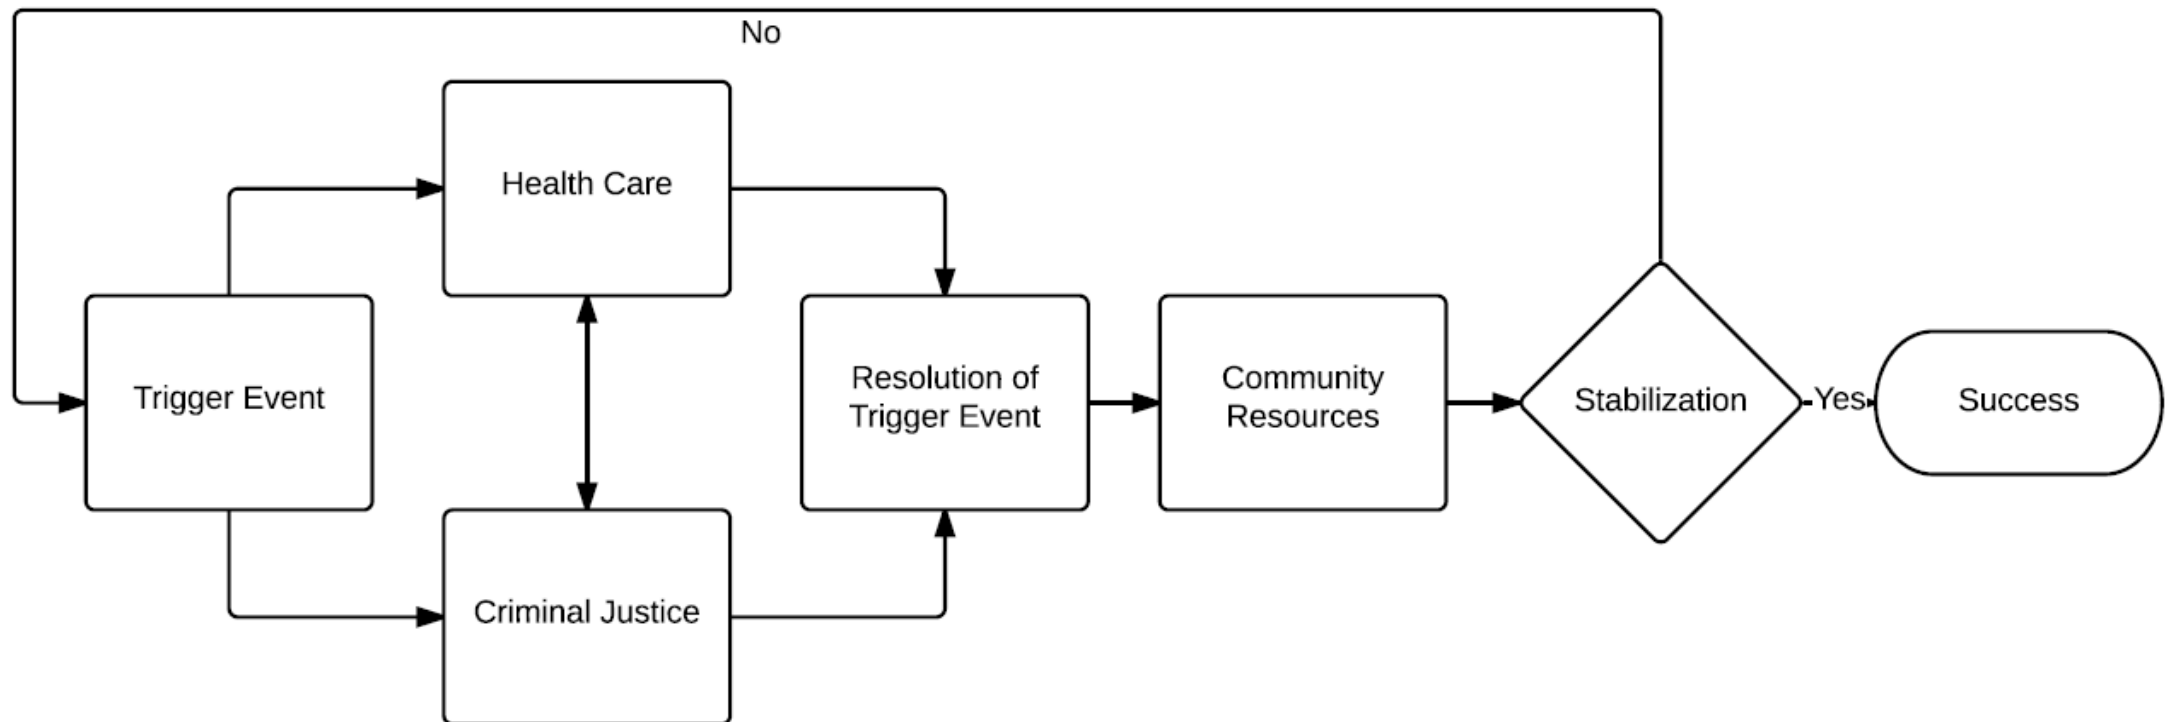 No
Health Care
Trigger Event
Resolution of
Trigger Event
Community
Resources
Stabilization
Yes
Success
Criminal Justice